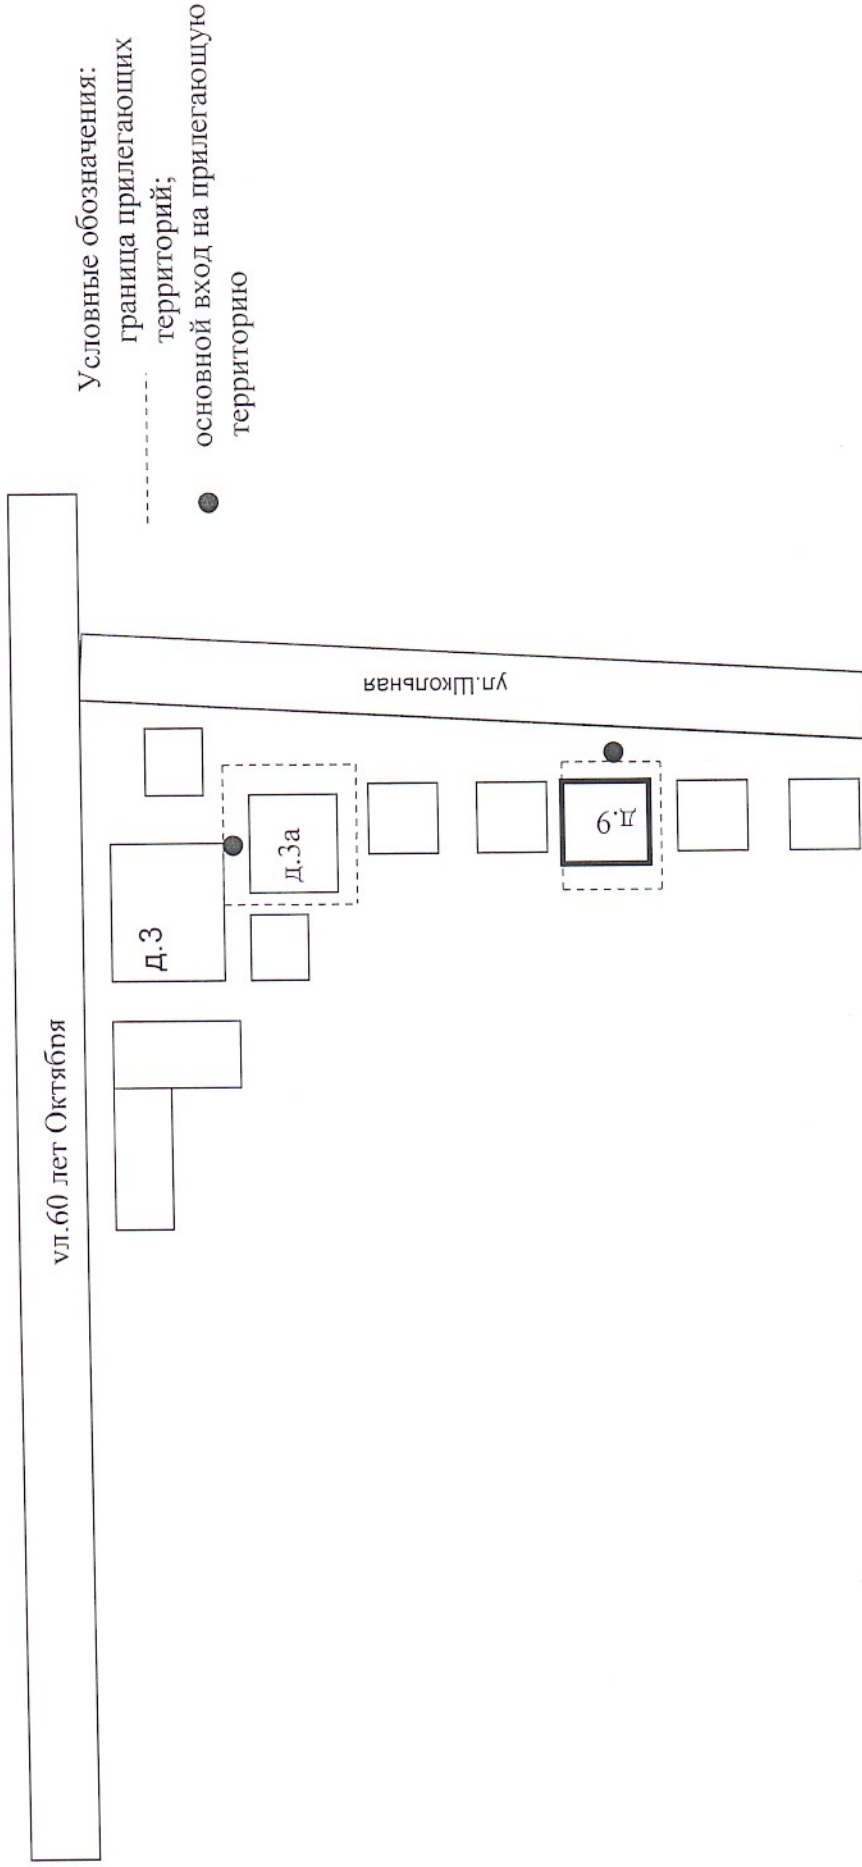 Условные обозначения:
граница прилегающих
территорий;
основной вход на прилегающую
территорию
ул.60 лет Октября
ул.Школьная
д.3
д.3а
д.9